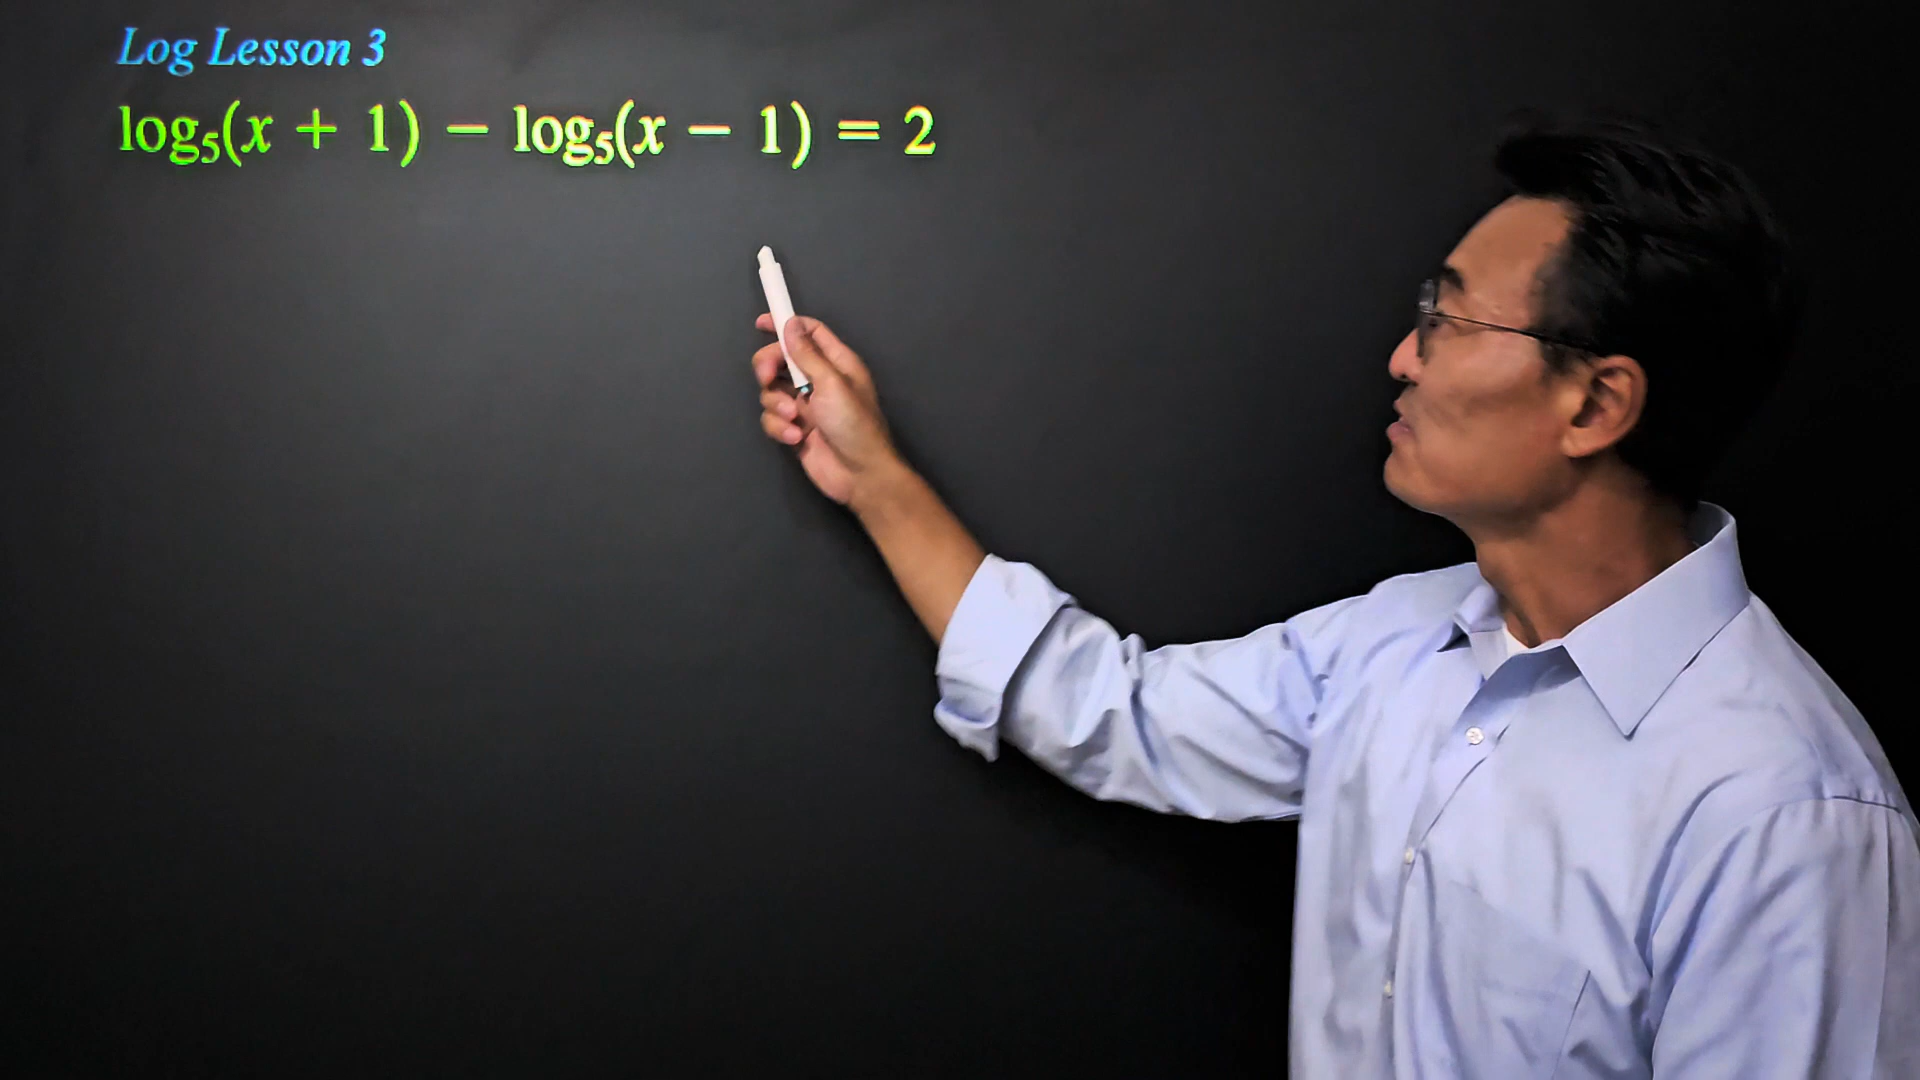 Log Lesson 3
log₅(x + 1) − log₅(x − 1) = 2